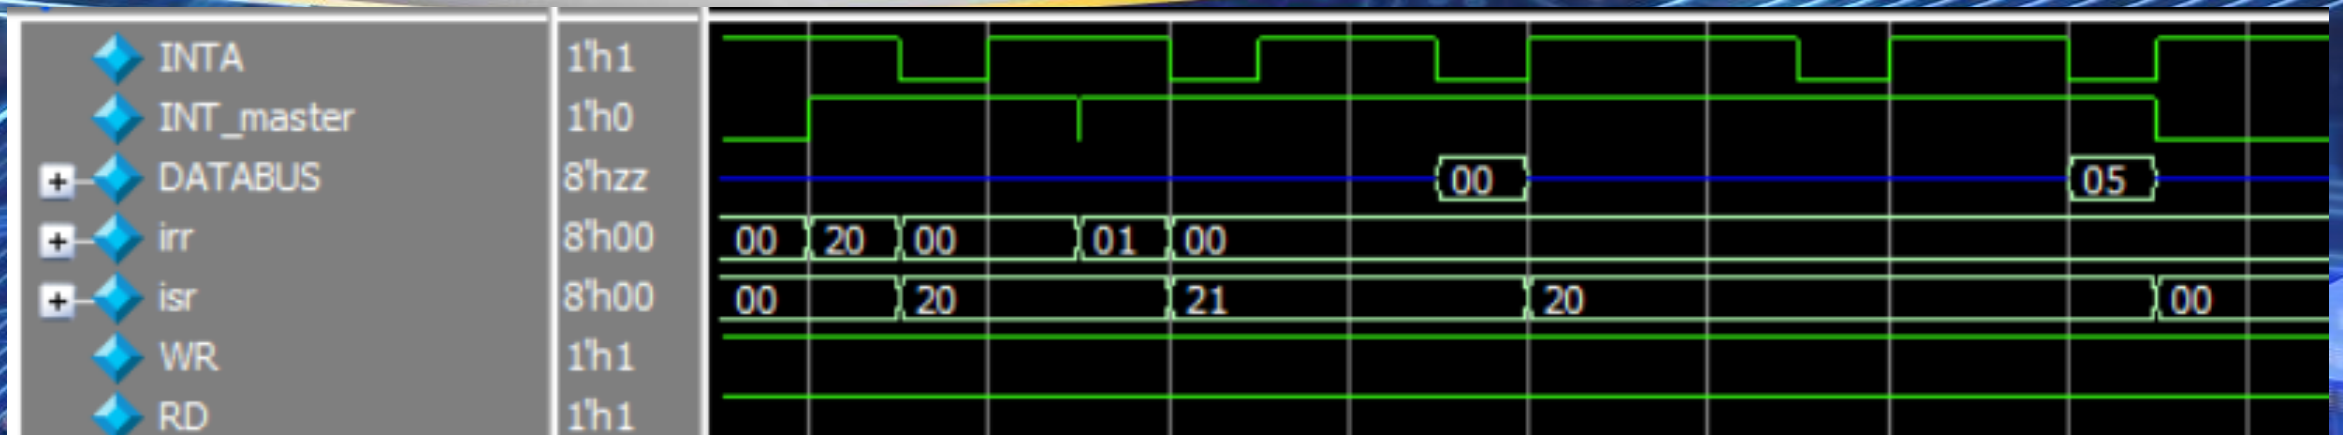 INTA 1'h1
INT_master 1'h0
DATABUS 8'hzz 00 05
irr 8'h00 00 20 00 01 00
isr 8'h00 00 20 21 20 00
WR 1'h1
RD 1'h1